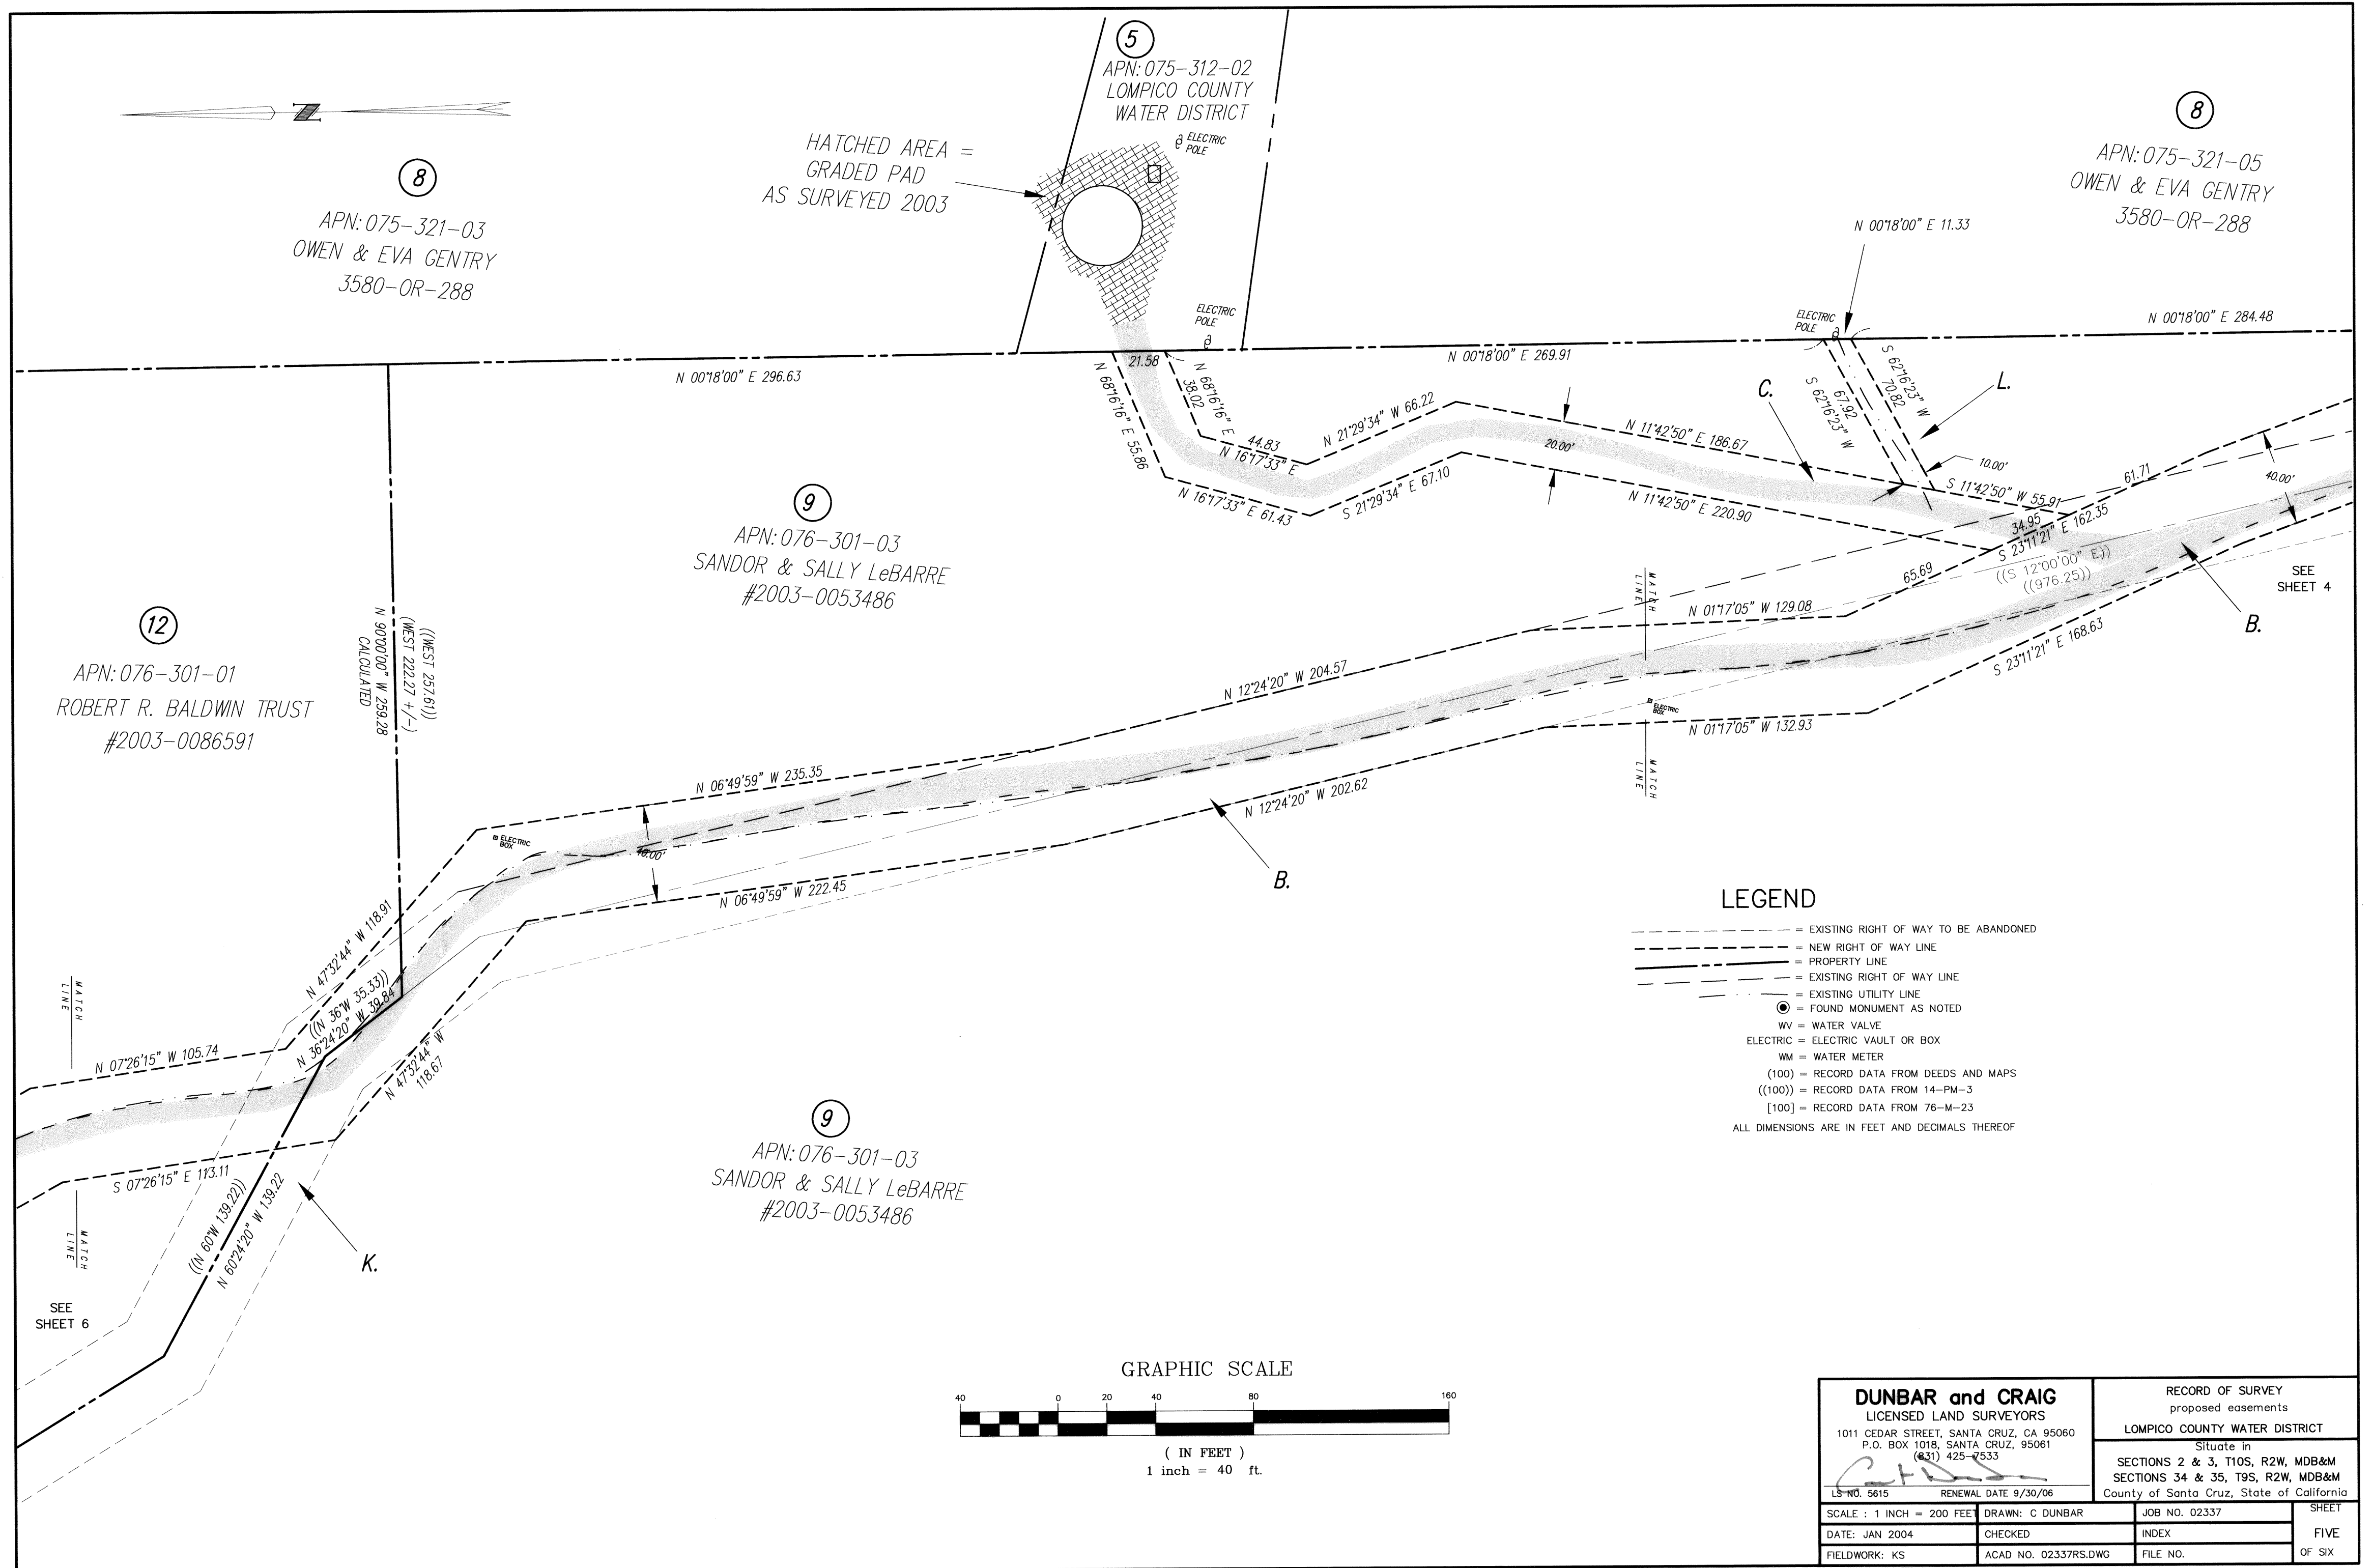 5
APN: 075-312-02
LOMPICO COUNTY
WATER DISTRICT
ELECTRIC
POLE
N
HATCHED AREA =
GRADED PAD
AS SURVEYED 2003
8
APN: 075-321-03
OWEN & EVA GENTRY
3580-OR-288
8
APN: 075-321-05
OWEN & EVA GENTRY
3580-OR-288
N 00°18'00" E 11.33
ELECTRIC
POLE
ELECTRIC
POLE
N 00°18'00" E 284.48
N 00°18'00" E 269.91
N 00°18'00" E 296.63
21.58
N 68°16'16" E 55.86
N 68°16'16" E
38.02
44.83
N 16°17'33" E
N 21°29'34" W 66.22
N 16°17'33" E 61.43
S 21°29'34" E 67.10
N 11°42'50" E 186.67
20.00'
N 11°42'50" E 220.90
C.
S 62°16'23" W
70.82
67.92
S 62°16'23" W
L.
10.00'
S 11°42'50" W 55.91
61.71
40.00'
34.95
S 23°11'21" E 162.35
((S 12°00'00" E))
((976.25))
65.69
SEE
SHEET 4
B.
S 23°11'21" E 168.63
MATCH
LINE
N 01°17'05" W 129.08
ELECTRIC
BOX
N 01°17'05" W 132.93
MATCH
LINE
9
APN: 076-301-03
SANDOR & SALLY LeBARRE
#2003-0053486
12
APN: 076-301-01
ROBERT R. BALDWIN TRUST
#2003-0086591
((WEST 257.61))
(WEST 222.27 +/-)
N 90°00'00" W 259.28
CALCULATED
N 12°24'20" W 204.57
N 12°24'20" W 202.62
B.
N 06°49'59" W 235.35
ELECTRIC
BOX
40.00'
N 06°49'59" W 222.45
N 47°32'44" W 118.91
((N 36°W 35.33))
N 36°24'20" W 39.84
N 47°32'44" W
118.67
MATCH
LINE
N 07°26'15" W 105.74
S 07°26'15" E 113.11
MATCH
LINE
((N 60°W 139.22))
N 60°24'20" W 139.22
K.
SEE
SHEET 6
9
APN: 076-301-03
SANDOR & SALLY LeBARRE
#2003-0053486
LEGEND
= EXISTING RIGHT OF WAY TO BE ABANDONED
= NEW RIGHT OF WAY LINE
= PROPERTY LINE
= EXISTING RIGHT OF WAY LINE
= EXISTING UTILITY LINE
= FOUND MONUMENT AS NOTED
WV = WATER VALVE
ELECTRIC = ELECTRIC VAULT OR BOX
WM = WATER METER
(100) = RECORD DATA FROM DEEDS AND MAPS
((100)) = RECORD DATA FROM 14-PM-3
[100] = RECORD DATA FROM 76-M-23
ALL DIMENSIONS ARE IN FEET AND DECIMALS THEREOF
GRAPHIC SCALE
40 0 20 40 80 160
( IN FEET )
1 inch = 40 ft.
DUNBAR and CRAIG
LICENSED LAND SURVEYORS
1011 CEDAR STREET, SANTA CRUZ, CA 95060
P.O. BOX 1018, SANTA CRUZ, 95061
(831) 425-7533
LS NO. 5615 RENEWAL DATE 9/30/06
RECORD OF SURVEY
proposed easements
LOMPICO COUNTY WATER DISTRICT
Situate in
SECTIONS 2 & 3, T10S, R2W, MDB&M
SECTIONS 34 & 35, T9S, R2W, MDB&M
County of Santa Cruz, State of California
SCALE : 1 INCH = 200 FEET DRAWN: C DUNBAR JOB NO. 02337 SHEET
DATE: JAN 2004 CHECKED INDEX FIVE
FIELDWORK: KS ACAD NO. 02337RS.DWG FILE NO. OF SIX